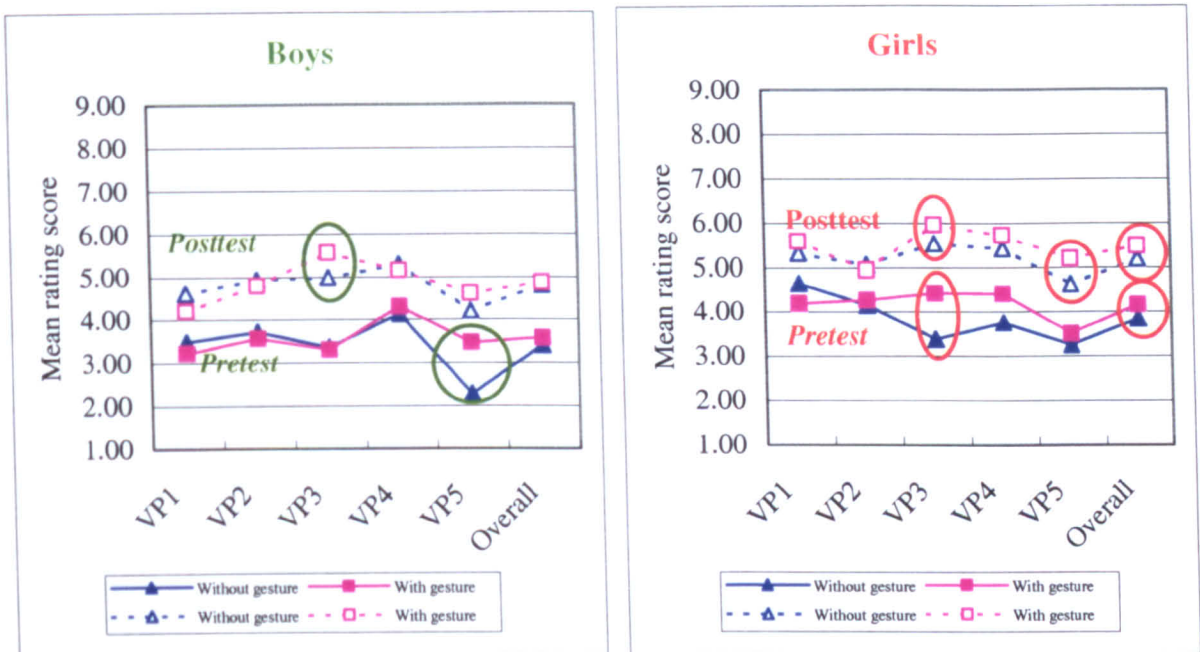 Boys
Mean rating score
9.00
8.00
7.00
6.00
5.00
4.00
3.00
2.00
1.00
Posttest
Pretest
VP1
VP2
VP3
VP4
VP5
Overall
Without gesture
With gesture
Without gesture
With gesture
Girls
Mean rating score
9.00
8.00
7.00
6.00
5.00
4.00
3.00
2.00
1.00
Posttest
Pretest
VP1
VP2
VP3
VP4
VP5
Overall
Without gesture
With gesture
Without gesture
With gesture